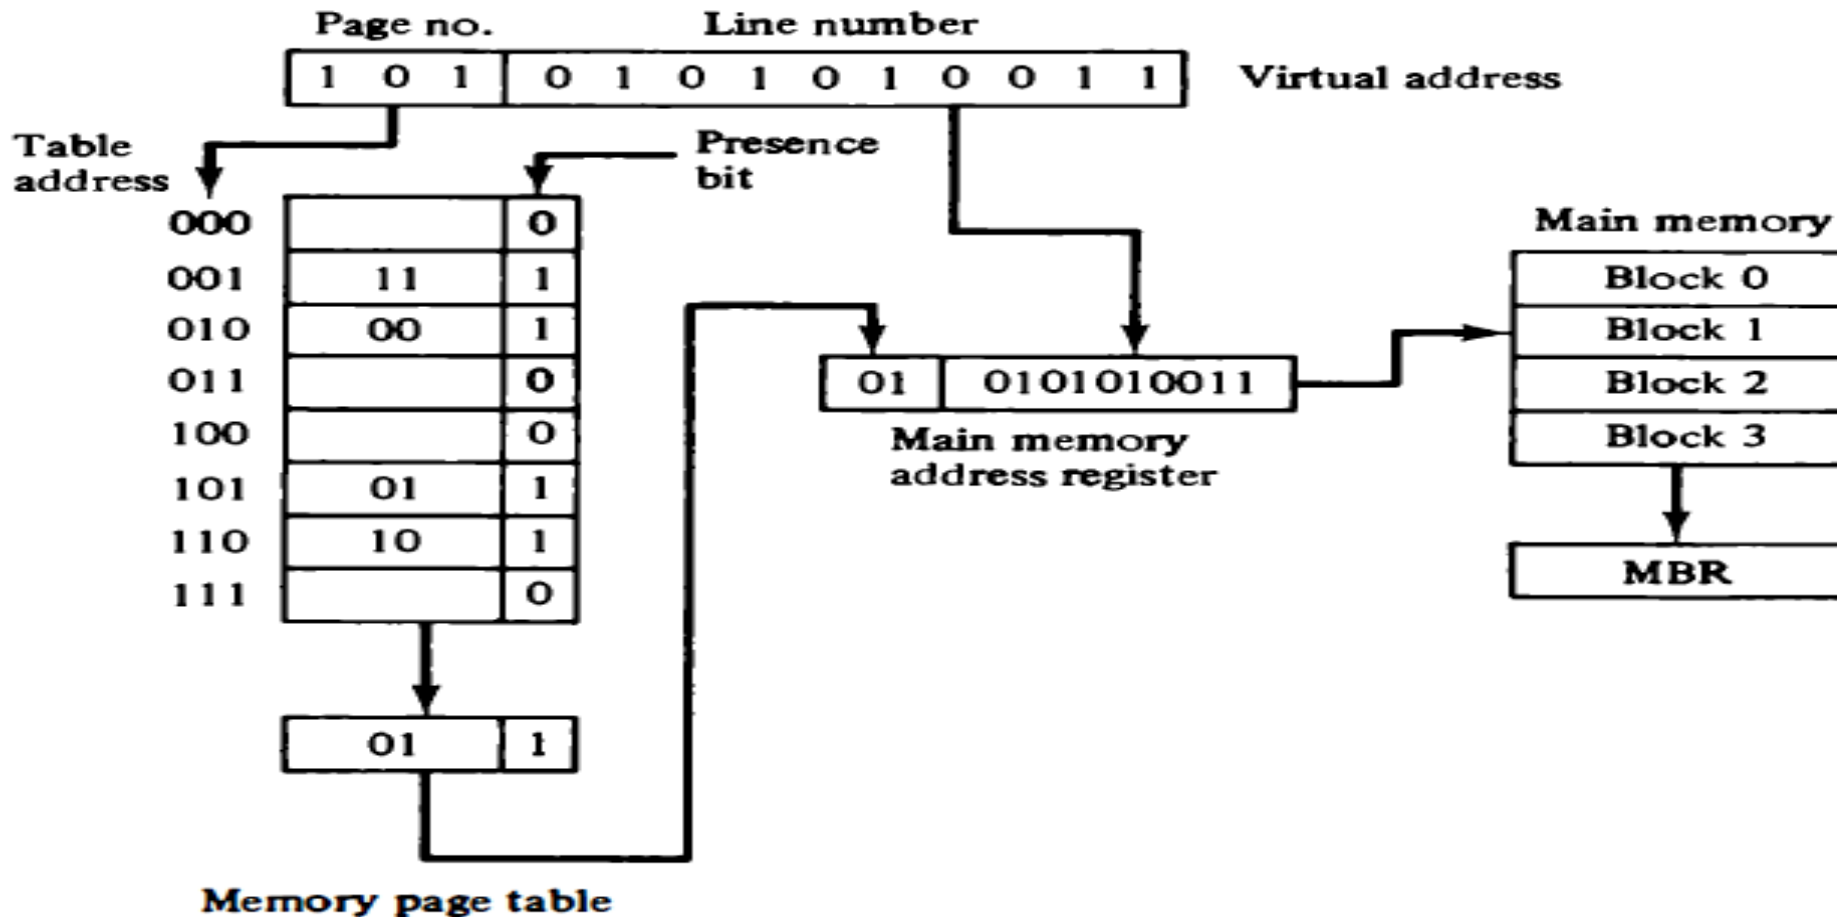 Page no. Line number
1 0 1 0 1 0 1 0 1 0 0 1 1 Virtual address
Table
address
Presence
bit
000 0
001 11 1
010 00 1
011 0
100 0
101 01 1
110 10 1
111 0
01 1
Memory page table
01 0101010011
Main memory
address register
Main memory
Block 0
Block 1
Block 2
Block 3
MBR